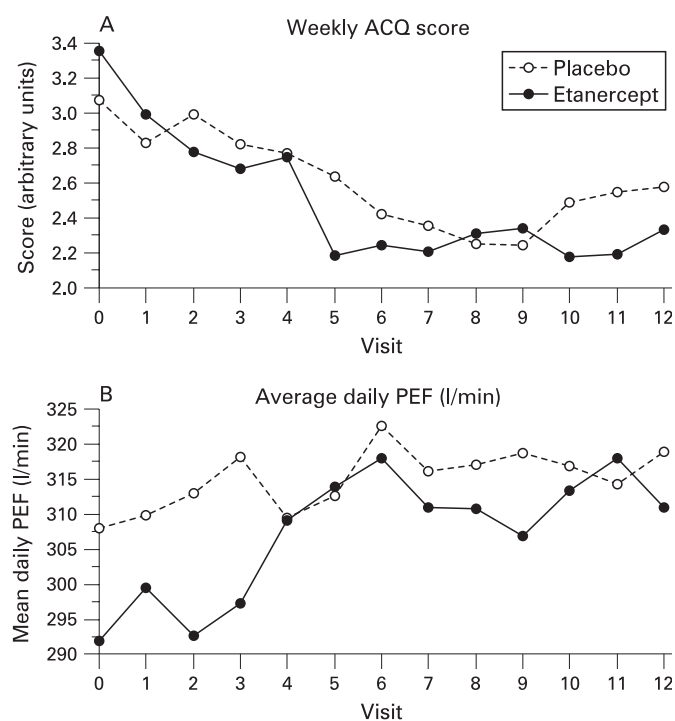 A Weekly ACQ score
Placebo
Etanercept
Score (arbitrary units)
3.4
3.2
3.0
2.8
2.6
2.4
2.2
2.0
0 1 2 3 4 5 6 7 8 9 10 11 12
Visit
B Average daily PEF (l/min)
Mean daily PEF (l/min)
325
320
315
310
305
300
295
290
0 1 2 3 4 5 6 7 8 9 10 11 12
Visit